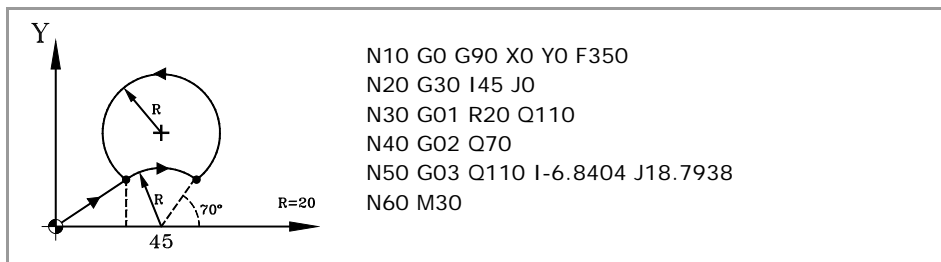 Y
R
R
70°
R=20
45
N10 G0 G90 X0 Y0 F350
N20 G30 I45 J0
N30 G01 R20 Q110
N40 G02 Q70
N50 G03 Q110 I-6.8404 J18.7938
N60 M30